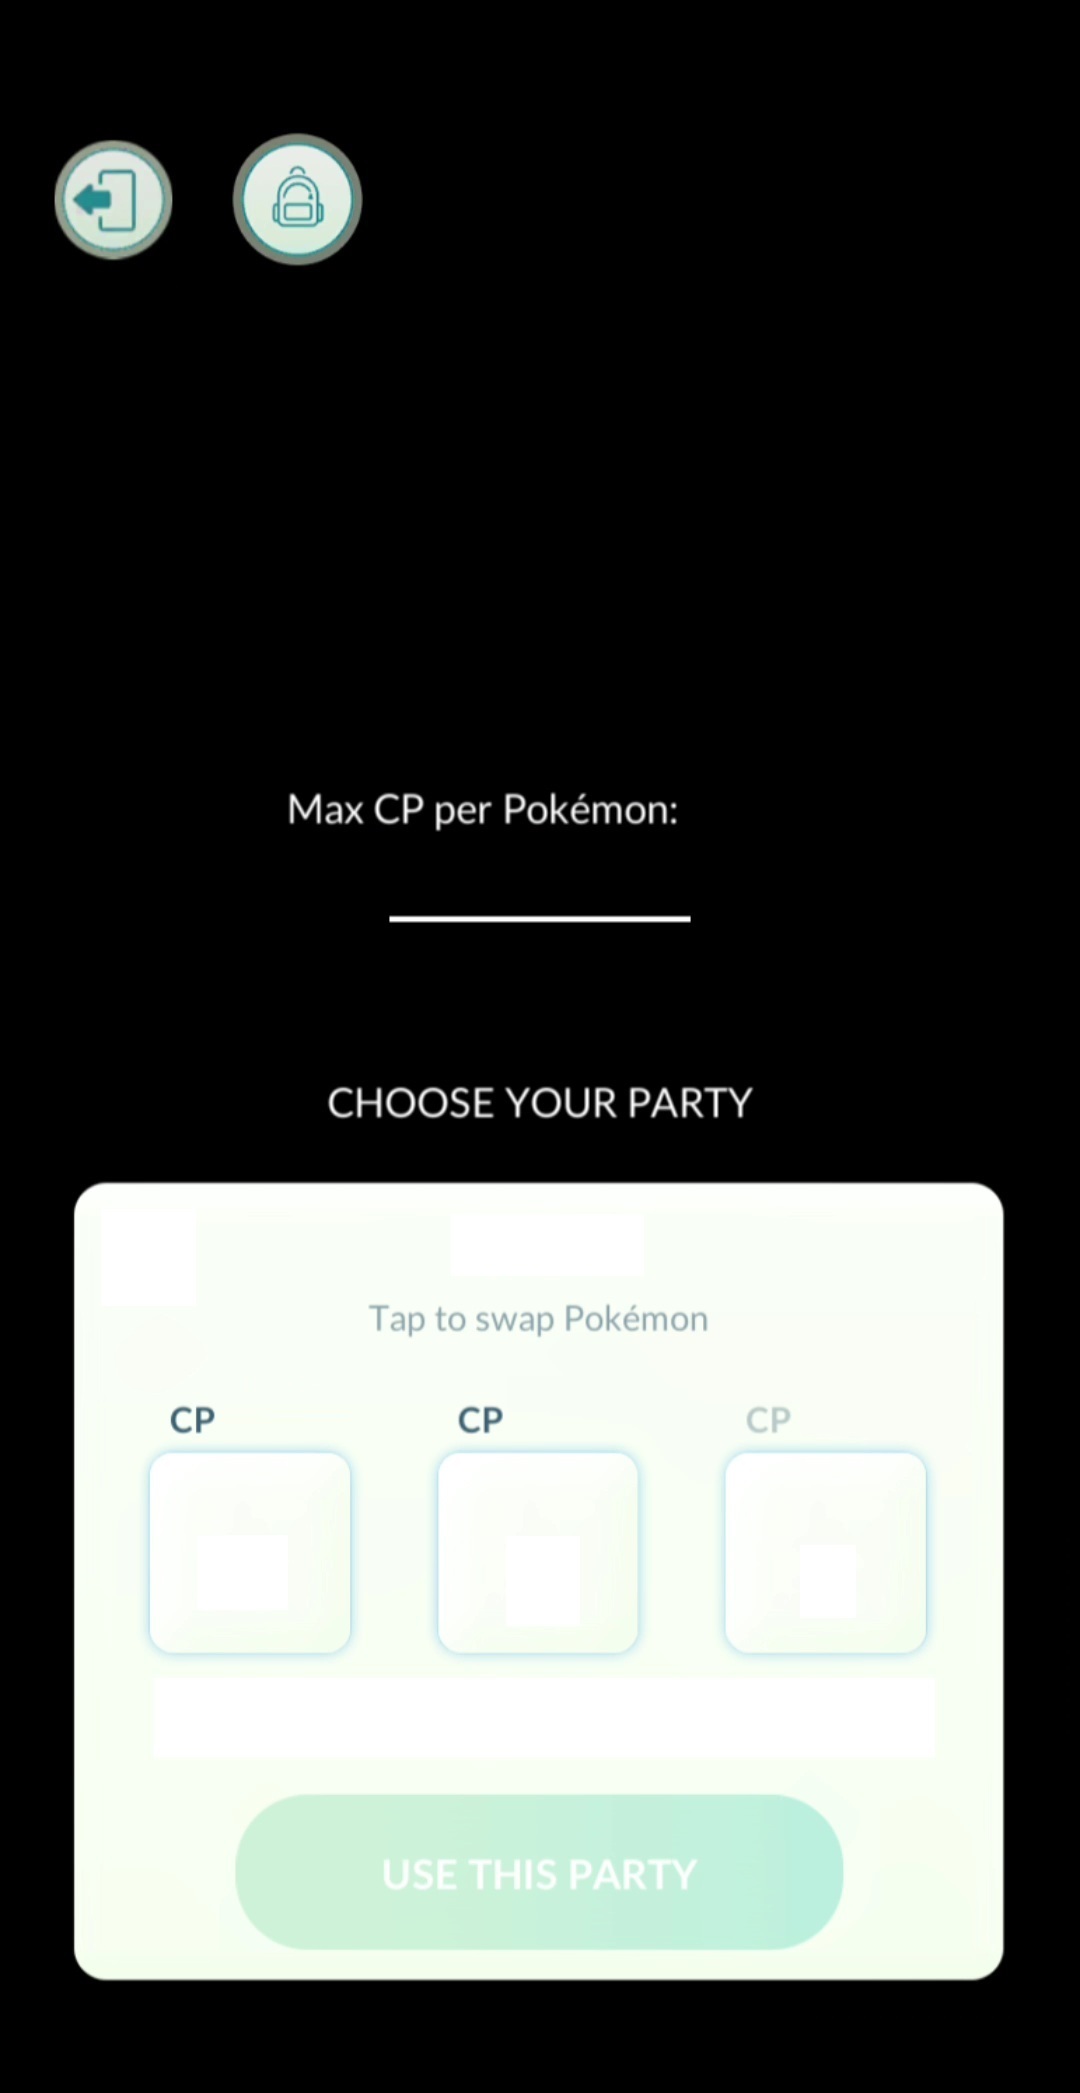 Max CP per Pokémon:
CHOOSE YOUR PARTY
Tap to swap Pokémon
CP CP CP
USE THIS PARTY